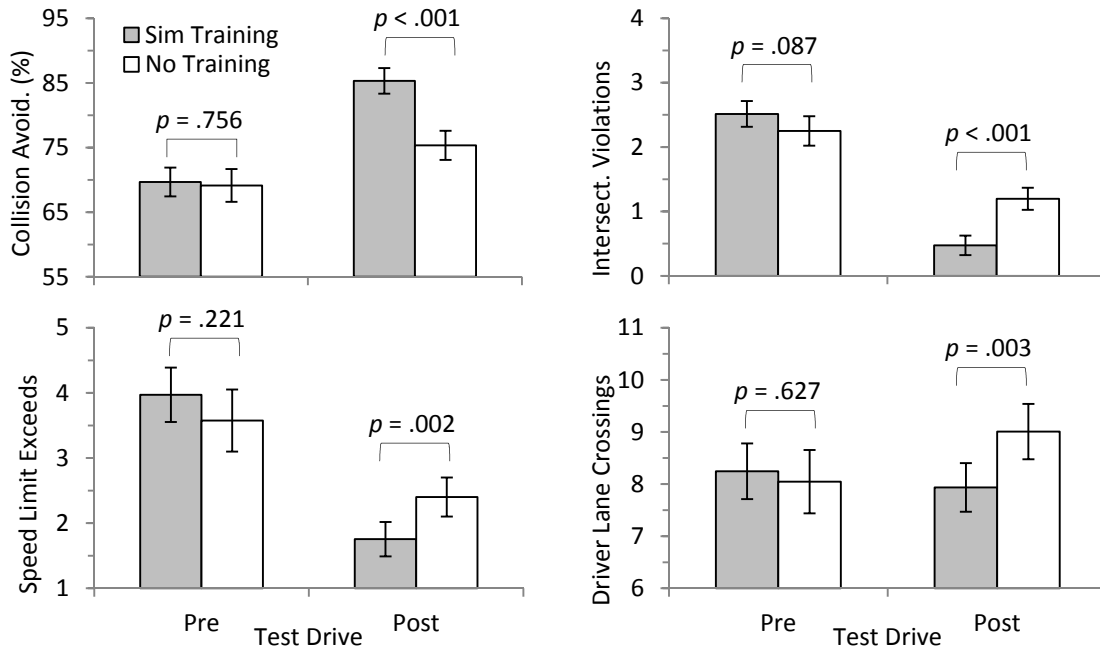 Collision Avoid. (%)
95
85
75
65
55
Sim Training
No Training
p = .756
p < .001
Intersect. Violations
4
3
2
1
0
p = .087
p < .001
Speed Limit Exceeds
5
4
3
2
1
p = .221
p = .002
Pre
Post
Test Drive
Driver Lane Crossings
11
10
9
8
7
6
p = .627
p = .003
Pre
Post
Test Drive